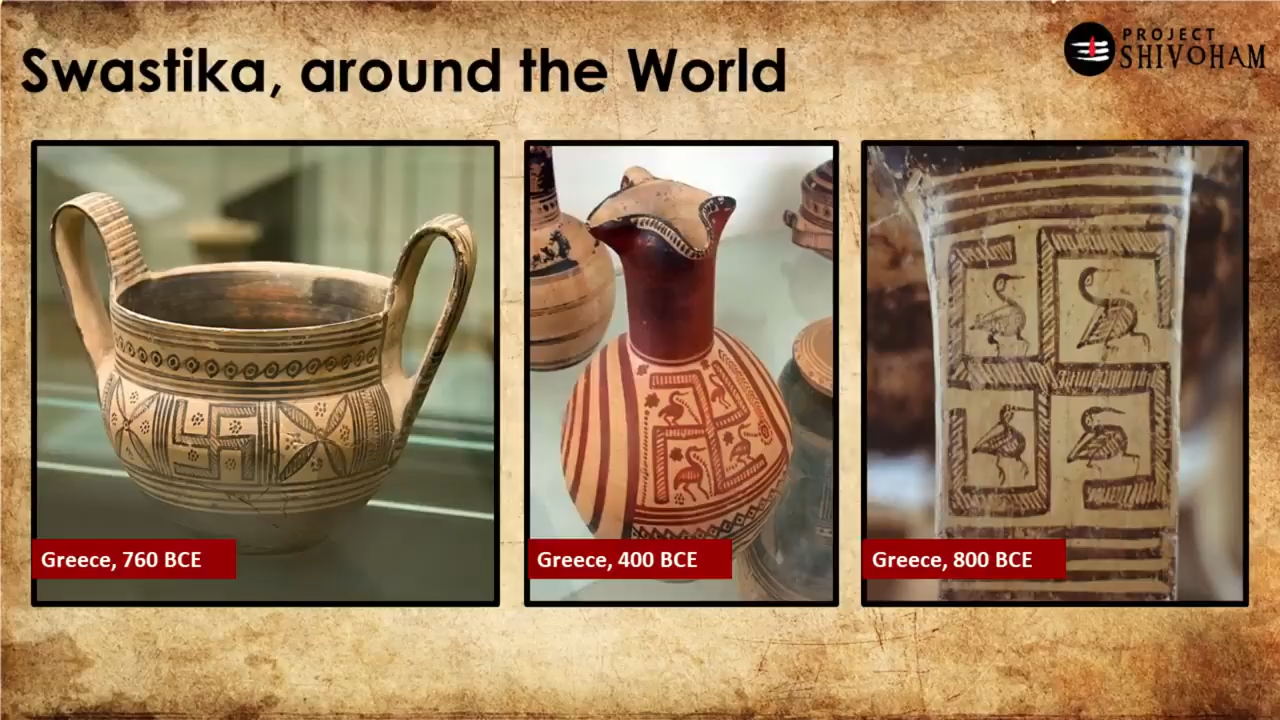 Swastika, around the World
PROJECT
SHIVOHAM
Greece, 760 BCE
Greece, 400 BCE
Greece, 800 BCE